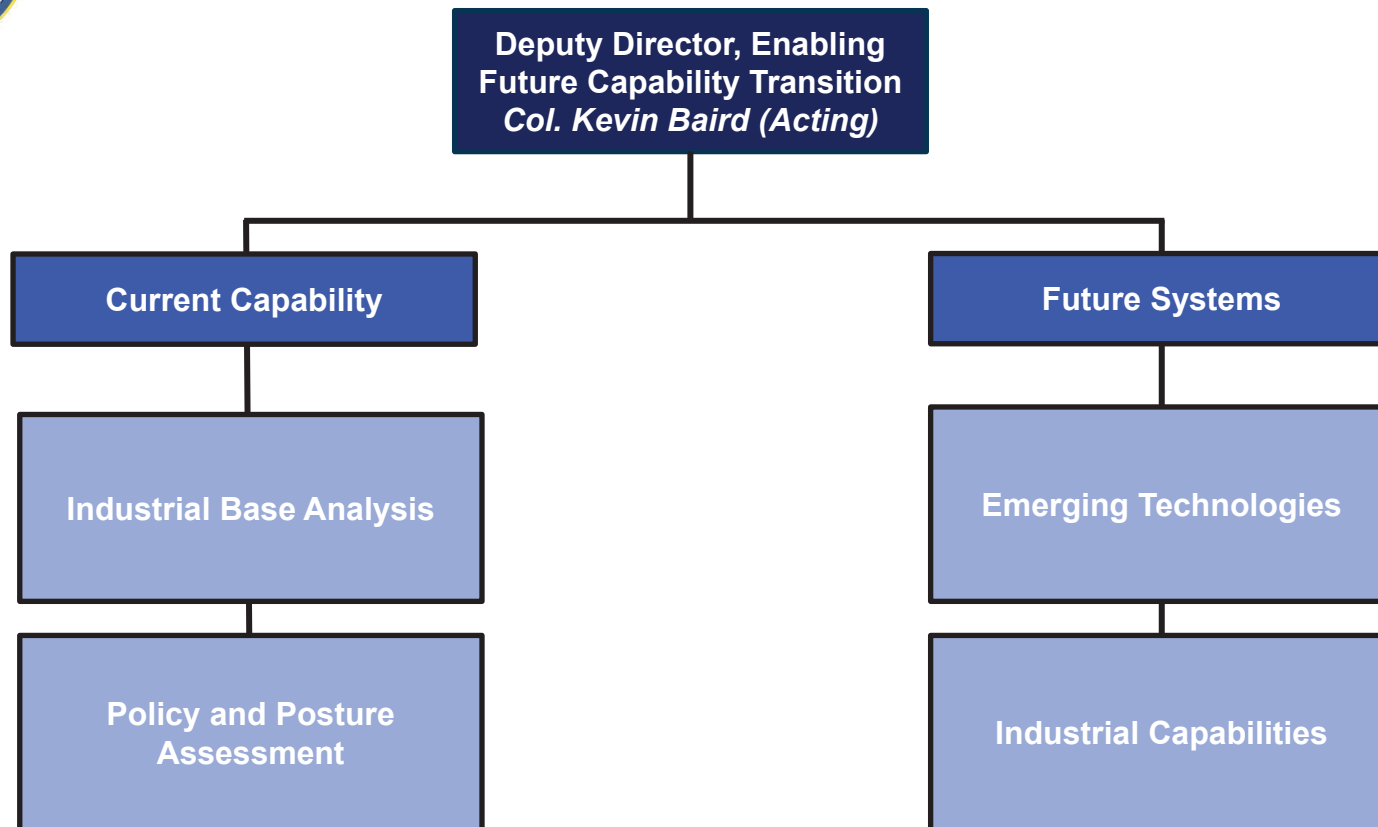 Deputy Director, Enabling
Future Capability Transition
Col. Kevin Baird (Acting)
Current Capability
Future Systems
Industrial Base Analysis
Emerging Technologies
Policy and Posture
Assessment
Industrial Capabilities